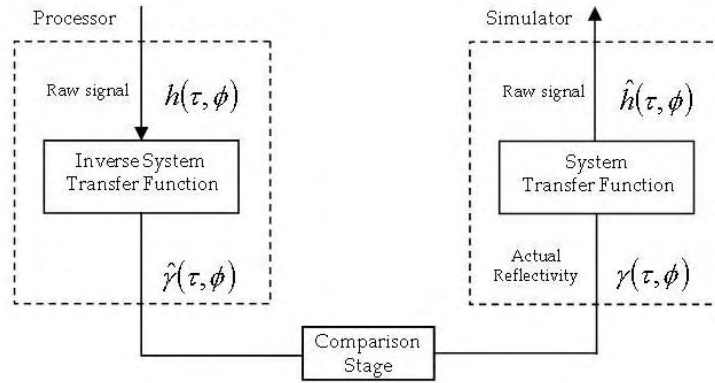 Processor
Raw signal
h(τ,ϕ)
Inverse System
Transfer Function
γ̂(τ,ϕ)
Simulator
Raw signal
ĥ(τ,ϕ)
System
Transfer Function
Actual
Reflectivity
γ(τ,ϕ)
Comparison
Stage